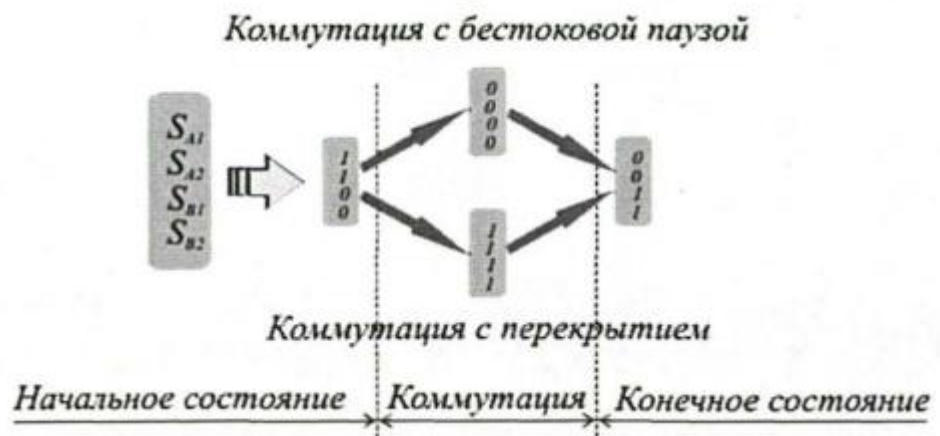 Коммутация с бестоковой паузой
S_A1
S_A2
S_B1
S_B2
1
1
0
0
0
0
0
0
1
1
1
1
0
0
1
1
Коммутация с перекрытием
Начальное состояние
Коммутация
Конечное состояние